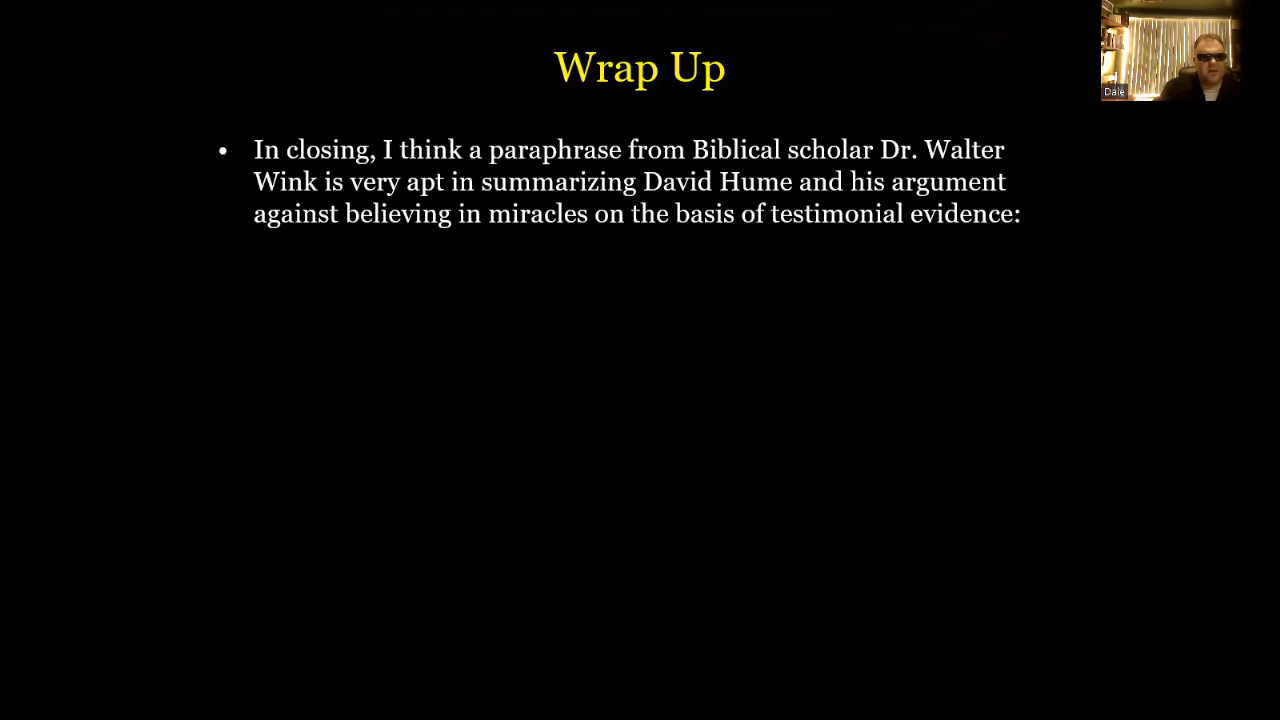 Wrap Up
Dale
• In closing, I think a paraphrase from Biblical scholar Dr. Walter
Wink is very apt in summarizing David Hume and his argument
against believing in miracles on the basis of testimonial evidence: